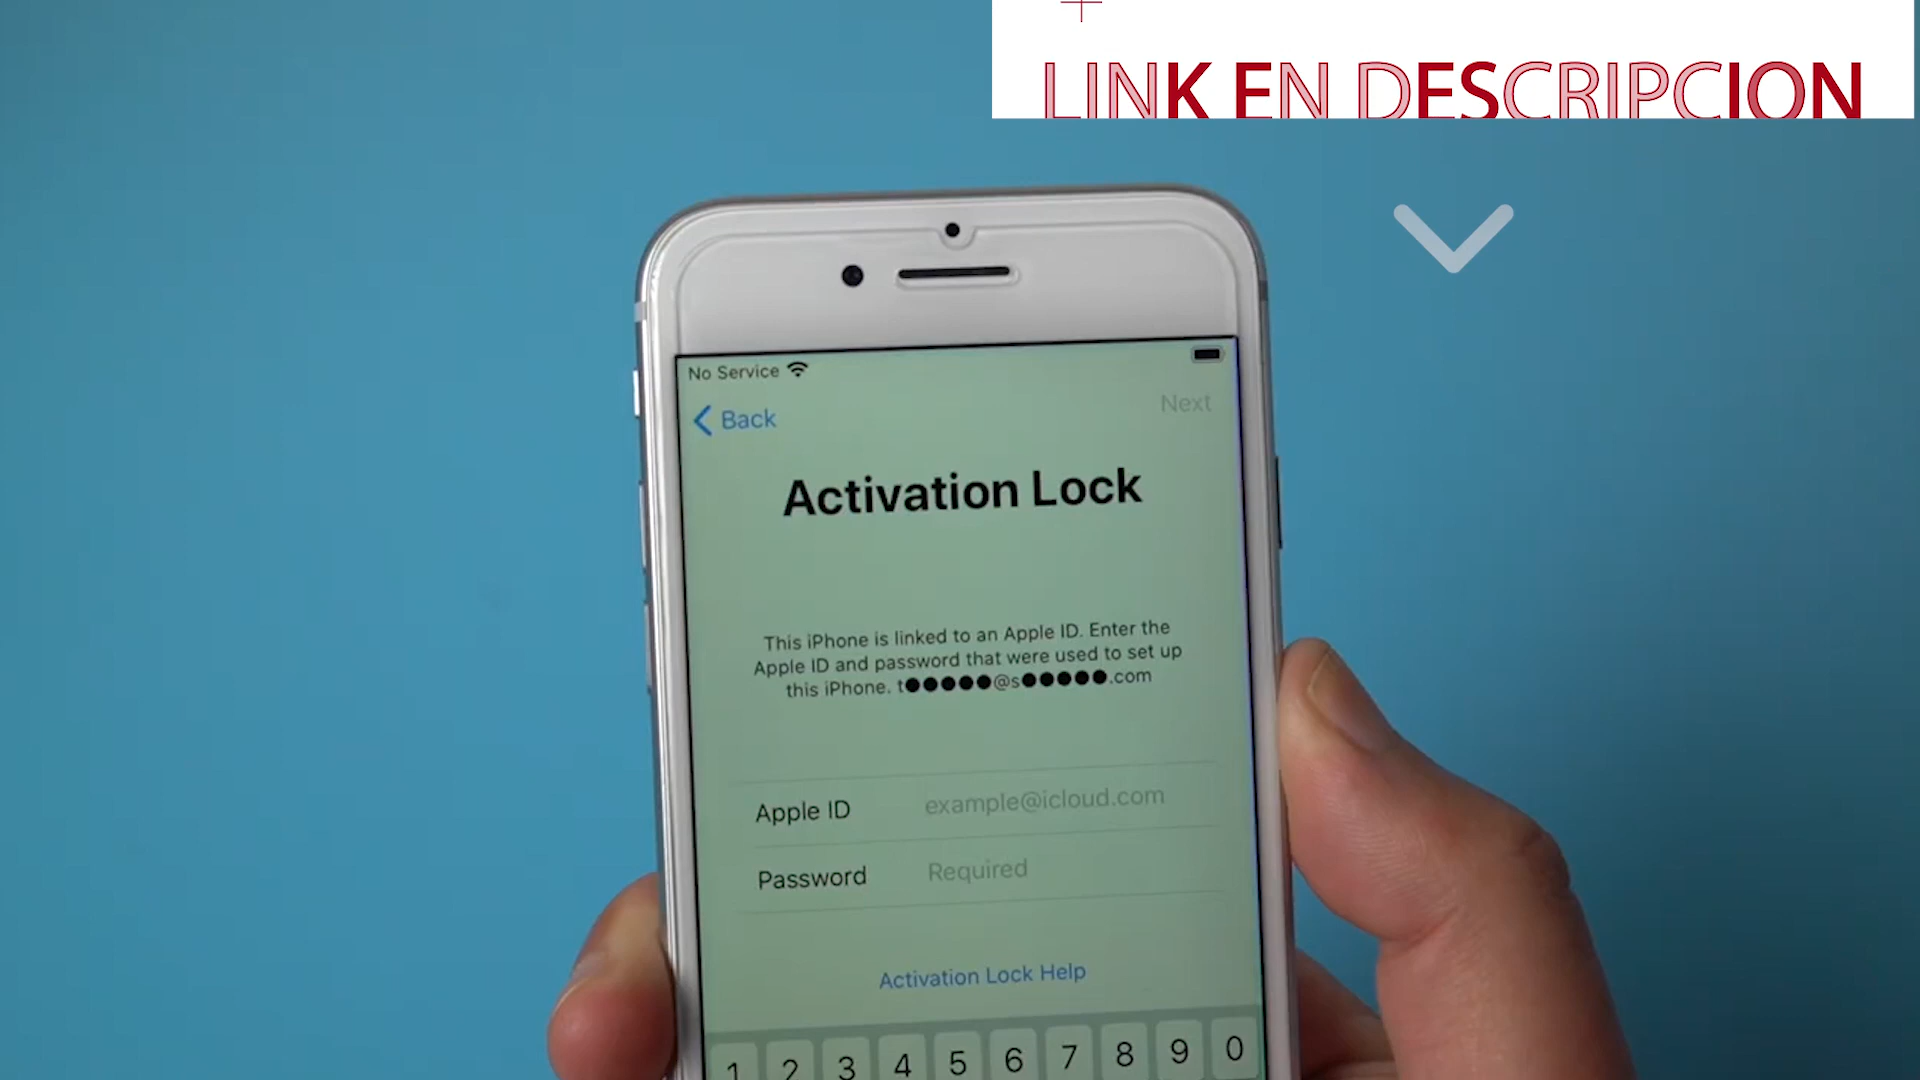 LINK EN DESCRIPCION
No Service
Back
Next
Activation Lock
This iPhone is linked to an Apple ID. Enter the
Apple ID and password that were used to set up
this iPhone. t●●●●●@s●●●●●.com
Apple ID example@icloud.com
Password Required
Activation Lock Help
1 2 3 4 5 6 7 8 9 0